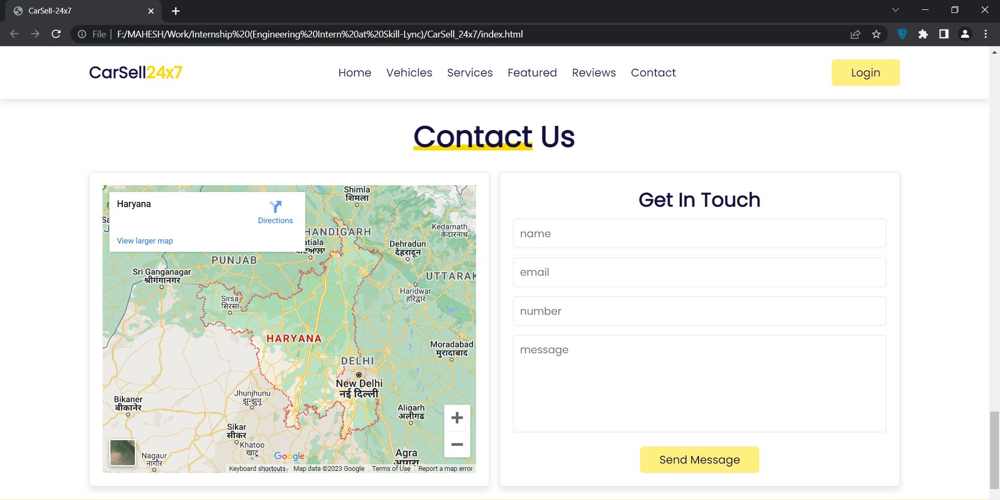 CarSell-24x7
File
F:/MAHESH/Work/Internship%20(Engineering%20Intern%20at%20Skill-Lync)/CarSell_24x7/index.html
CarSell24x7
Home
Vehicles
Services
Featured
Reviews
Contact
Login
Contact Us
Haryana
Directions
View larger map
Shimla
शिमला
HANDIGARH
Kedarnath
केदारनाथ
atiala
Dehradun
देहरादून
PUNJAB
Sri Ganganagar
श्रीगंगानगर
UTTARAK
Haridwar
हरिद्वार
Sirsa
सिरसा
HARYANA
Moradabad
मुरादाबाद
DELHI
New Delhi
नई दिल्ली
Jhunjhunu
झुन्झुनू
Bikaner
बीकानेर
Aligarh
अलीगढ
Sikar
सीकर
Khatoo
खाटू
Agra
आगरा
Nagaur
नागौर
Google
Keyboard shortcuts
Map data ©2023 Google
Terms of Use
Report a map error
Get In Touch
name
email
number
message
Send Message